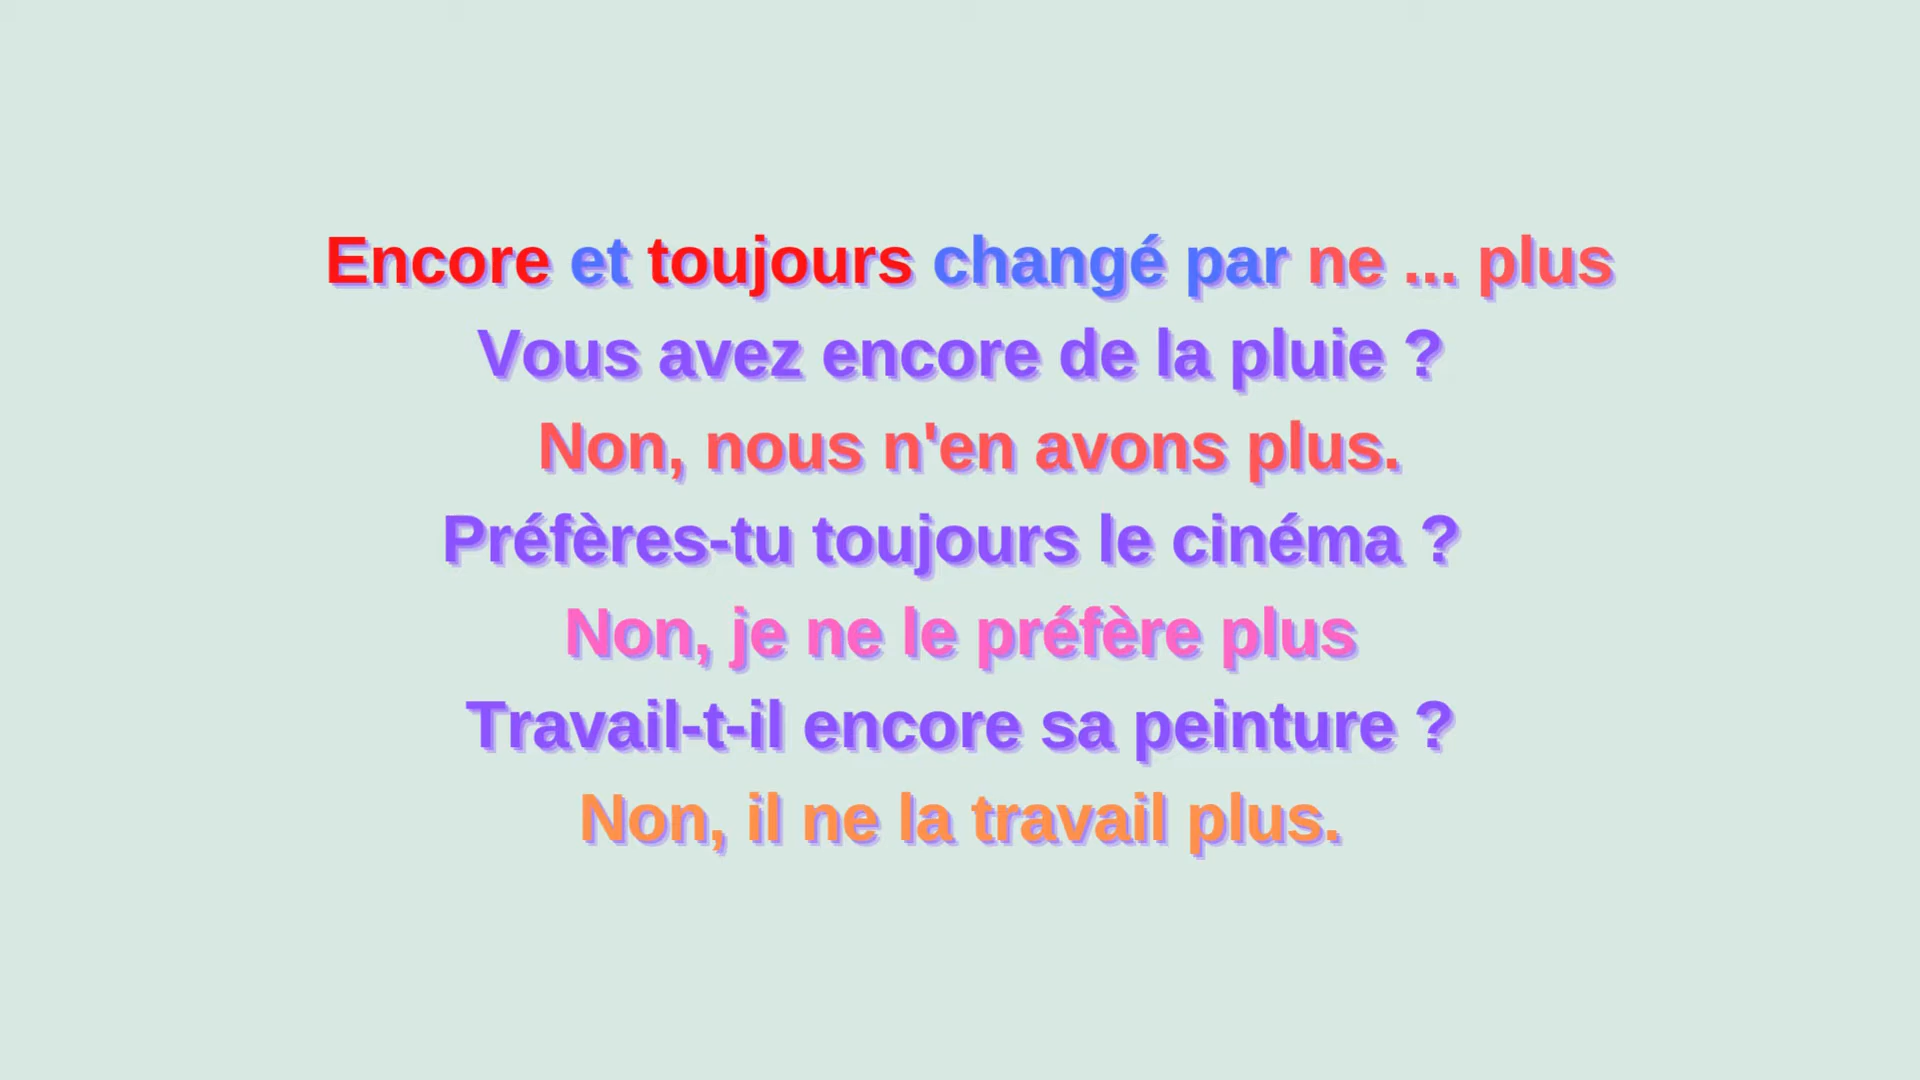 Encore et toujours changé par ne ... plus
Vous avez encore de la pluie ?
Non, nous n'en avons plus.
Préfères-tu toujours le cinéma ?
Non, je ne le préfère plus
Travail-t-il encore sa peinture ?
Non, il ne la travail plus.